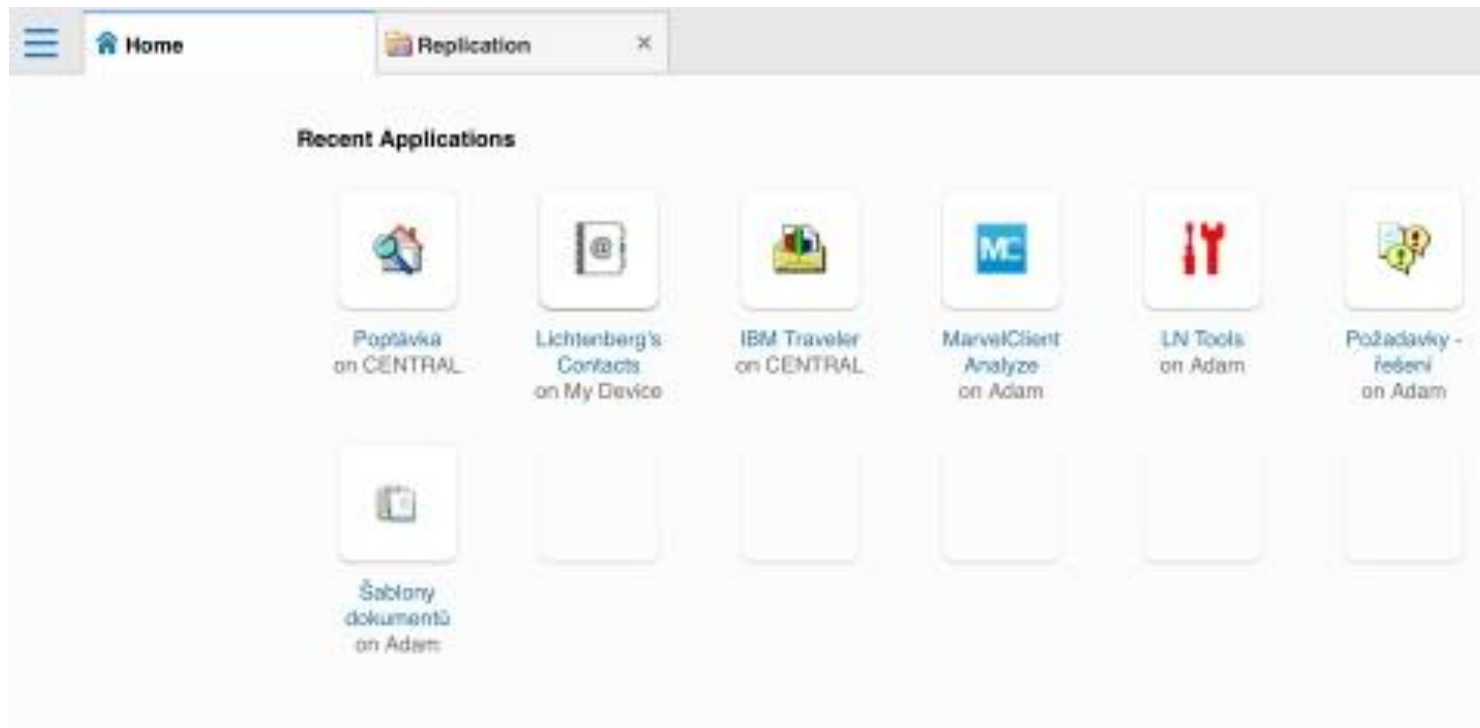 Home
Replication
Recent Applications
Poptávka
on CENTRAL
Lichtenberg's
Contacts
on My Device
IBM Traveler
on CENTRAL
MarvelClient
Analyze
on Adam
LN Tools
on Adam
Požadavky -
řešení
on Adam
Šablony
dokumentů
on Adam
@
MC